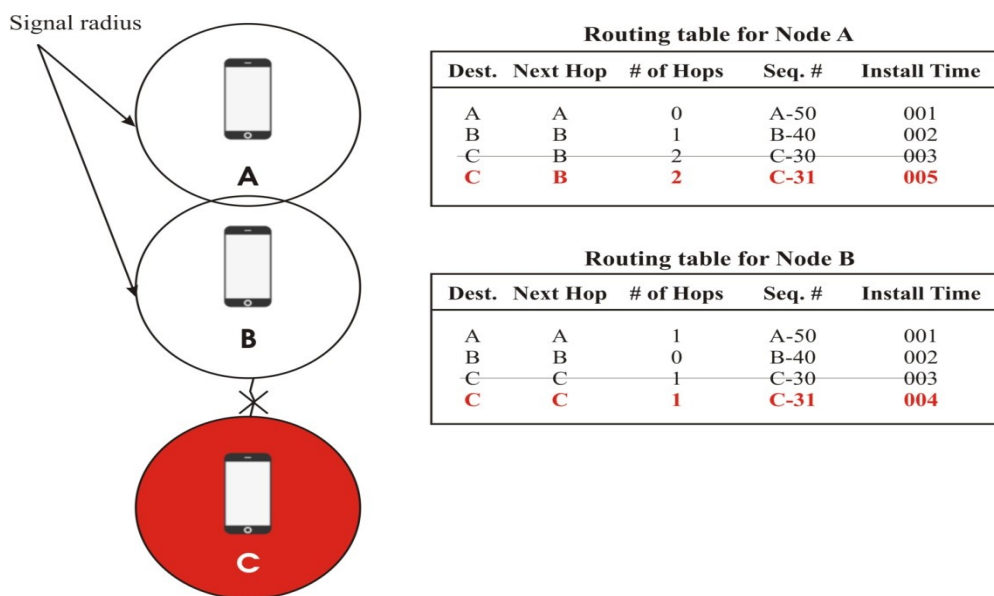 Signal radius
A
B
C
Routing table for Node A
Dest. Next Hop # of Hops Seq. # Install Time
A A 0 A-50 001
B B 1 B-40 002
C B 2 C-30 003
C B 2 C-31 005
Routing table for Node B
Dest. Next Hop # of Hops Seq. # Install Time
A A 1 A-50 001
B B 0 B-40 002
C C 1 C-30 003
C C 1 C-31 004